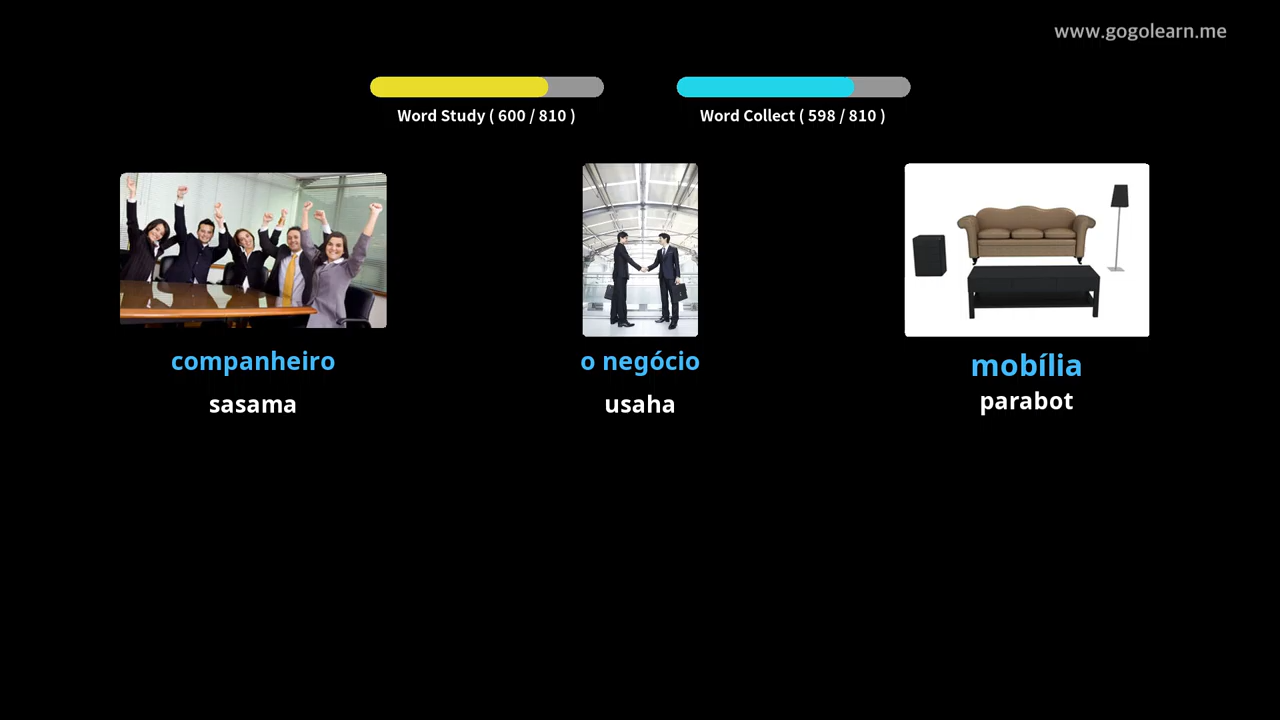 www.gogolearn.me
Word Study ( 600 / 810 )
Word Collect ( 598 / 810 )
companheiro
sasama
o negócio
usaha
mobília
parabot